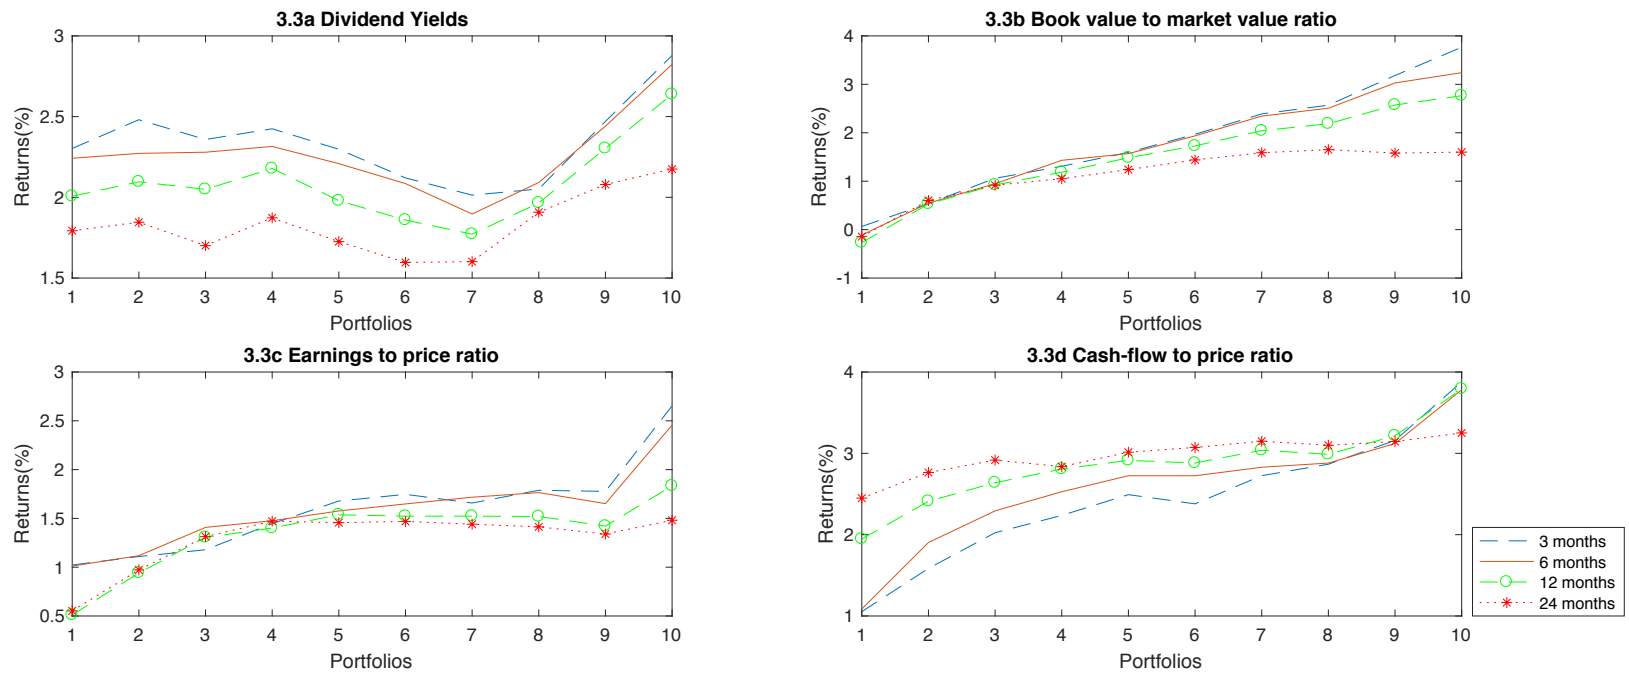 3.3a Dividend Yields
3
2.5
2
1.5
Returns(%)
1 2 3 4 5 6 7 8 9 10
Portfolios
3.3b Book value to market value ratio
4
3
2
1
0
-1
Returns(%)
1 2 3 4 5 6 7 8 9 10
Portfolios
3.3c Earnings to price ratio
3
2.5
2
1.5
1
0.5
Returns(%)
1 2 3 4 5 6 7 8 9 10
Portfolios
3.3d Cash-flow to price ratio
4
3
2
1
Returns(%)
1 2 3 4 5 6 7 8 9 10
Portfolios
3 months
6 months
12 months
24 months